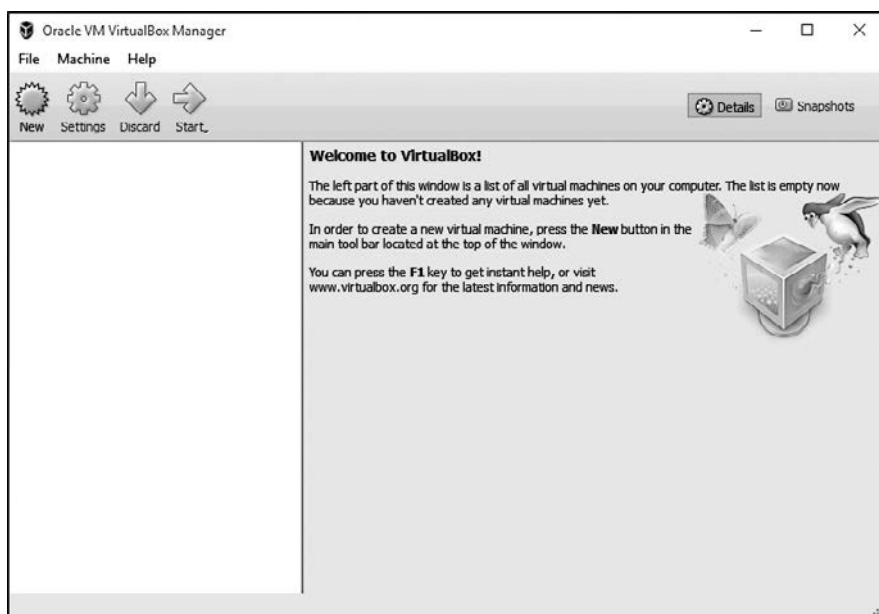 Oracle VM VirtualBox Manager
File Machine Help
New Settings Discard Start
Details Snapshots
Welcome to VirtualBox!
The left part of this window is a list of all virtual machines on your computer. The list is empty now
because you haven't created any virtual machines yet.
In order to create a new virtual machine, press the New button in the
main tool bar located at the top of the window.
You can press the F1 key to get instant help, or visit
www.virtualbox.org for the latest information and news.